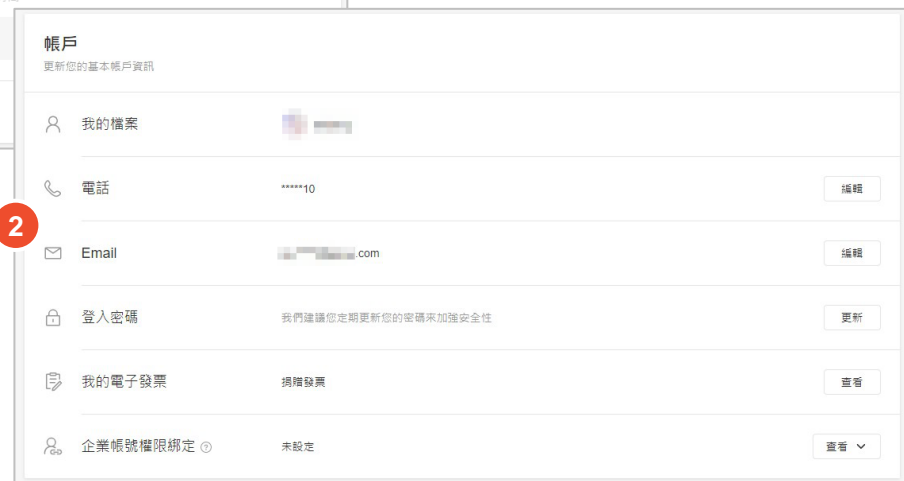 帳戶
更新您的基本帳戶資訊
我的檔案
電話 *****10 編輯
2
Email .com 編輯
登入密碼 我們建議您定期更新您的密碼來加強安全性 更新
我的電子發票 捐贈發票 查看
企業帳號權限綁定 未設定 查看